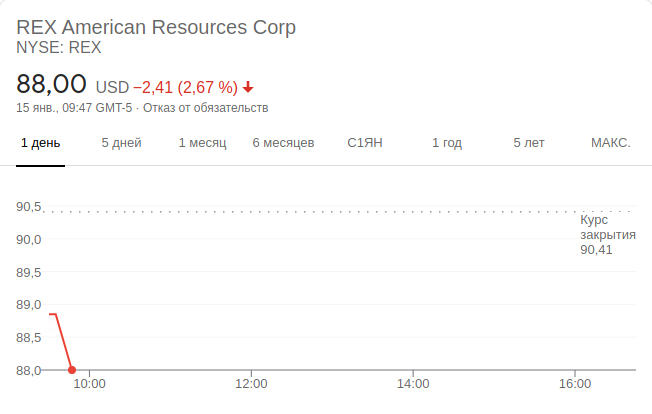 REX American Resources Corp
NYSE: REX
88,00 USD −2,41 (2,67 %)
15 янв., 09:47 GMT-5 · Отказ от обязательств
1 день 5 дней 1 месяц 6 месяцев С1ЯН 1 год 5 лет МАКС.
90,5
Курс
закрытия
90,41
90,0
89,5
89,0
88,5
88,0
10:00 12:00 14:00 16:00